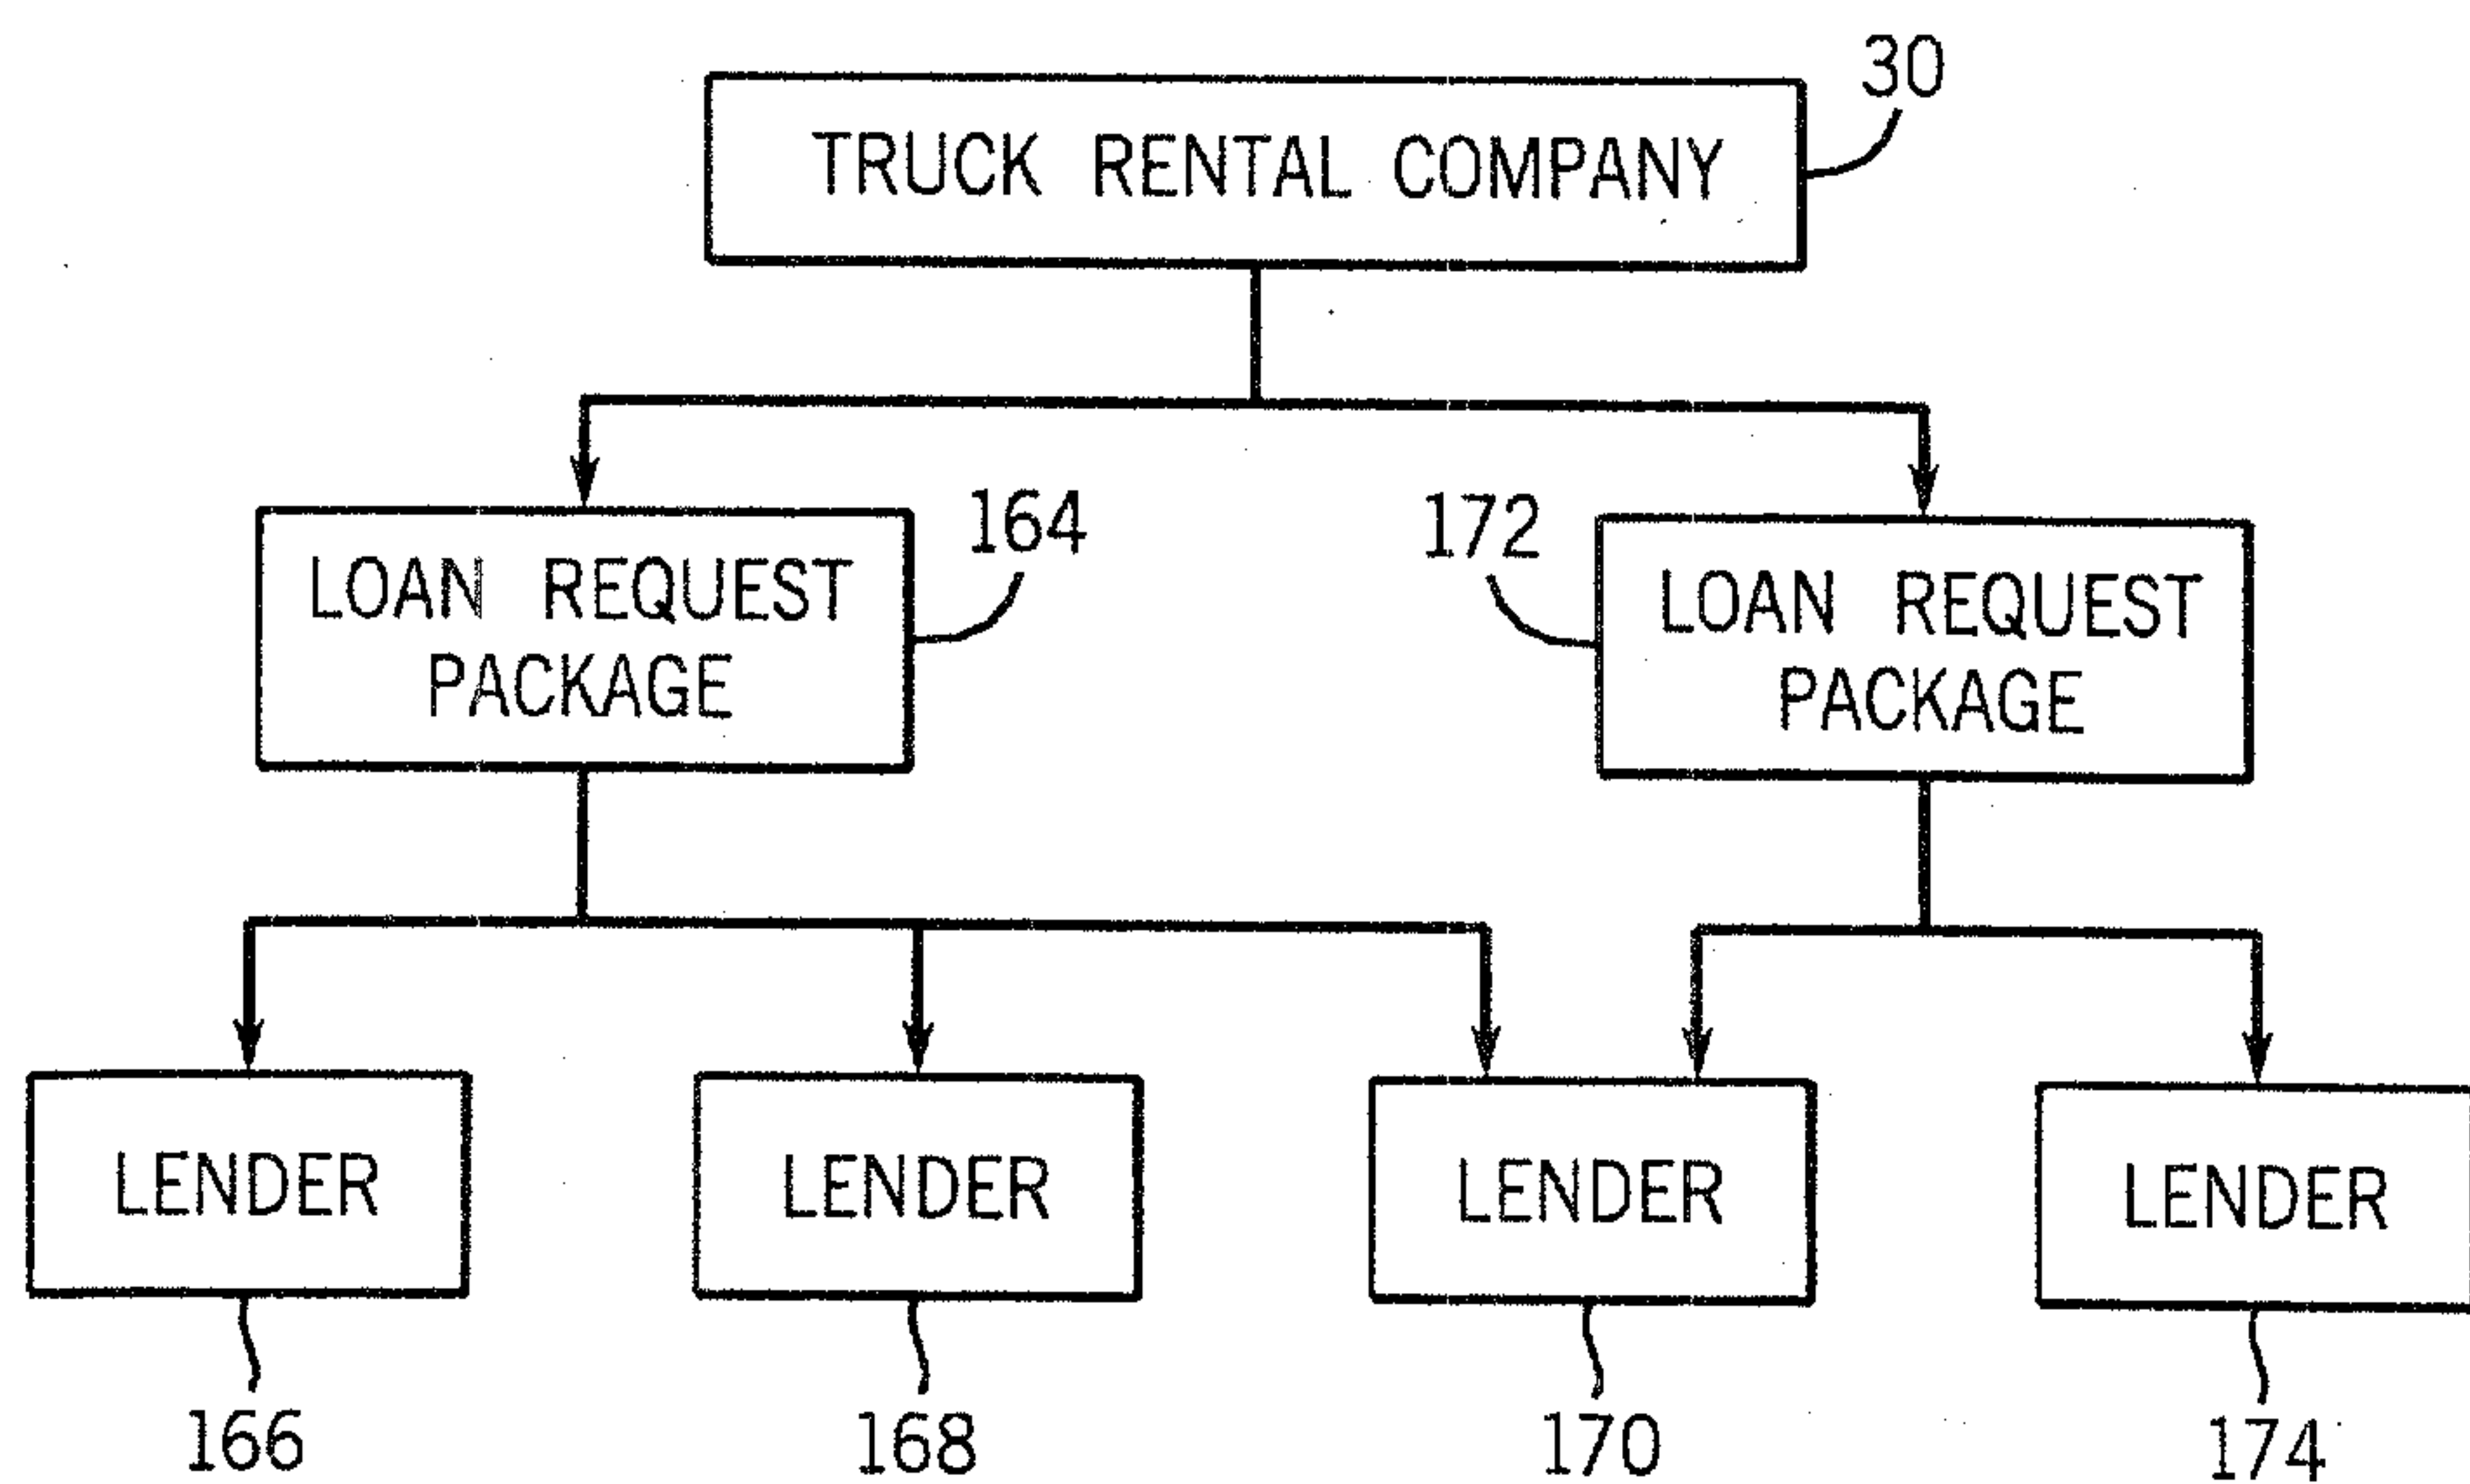 30
TRUCK RENTAL COMPANY
164
172
LOAN REQUEST
PACKAGE
LOAN REQUEST
PACKAGE
LENDER
LENDER
LENDER
LENDER
166
168
170
174